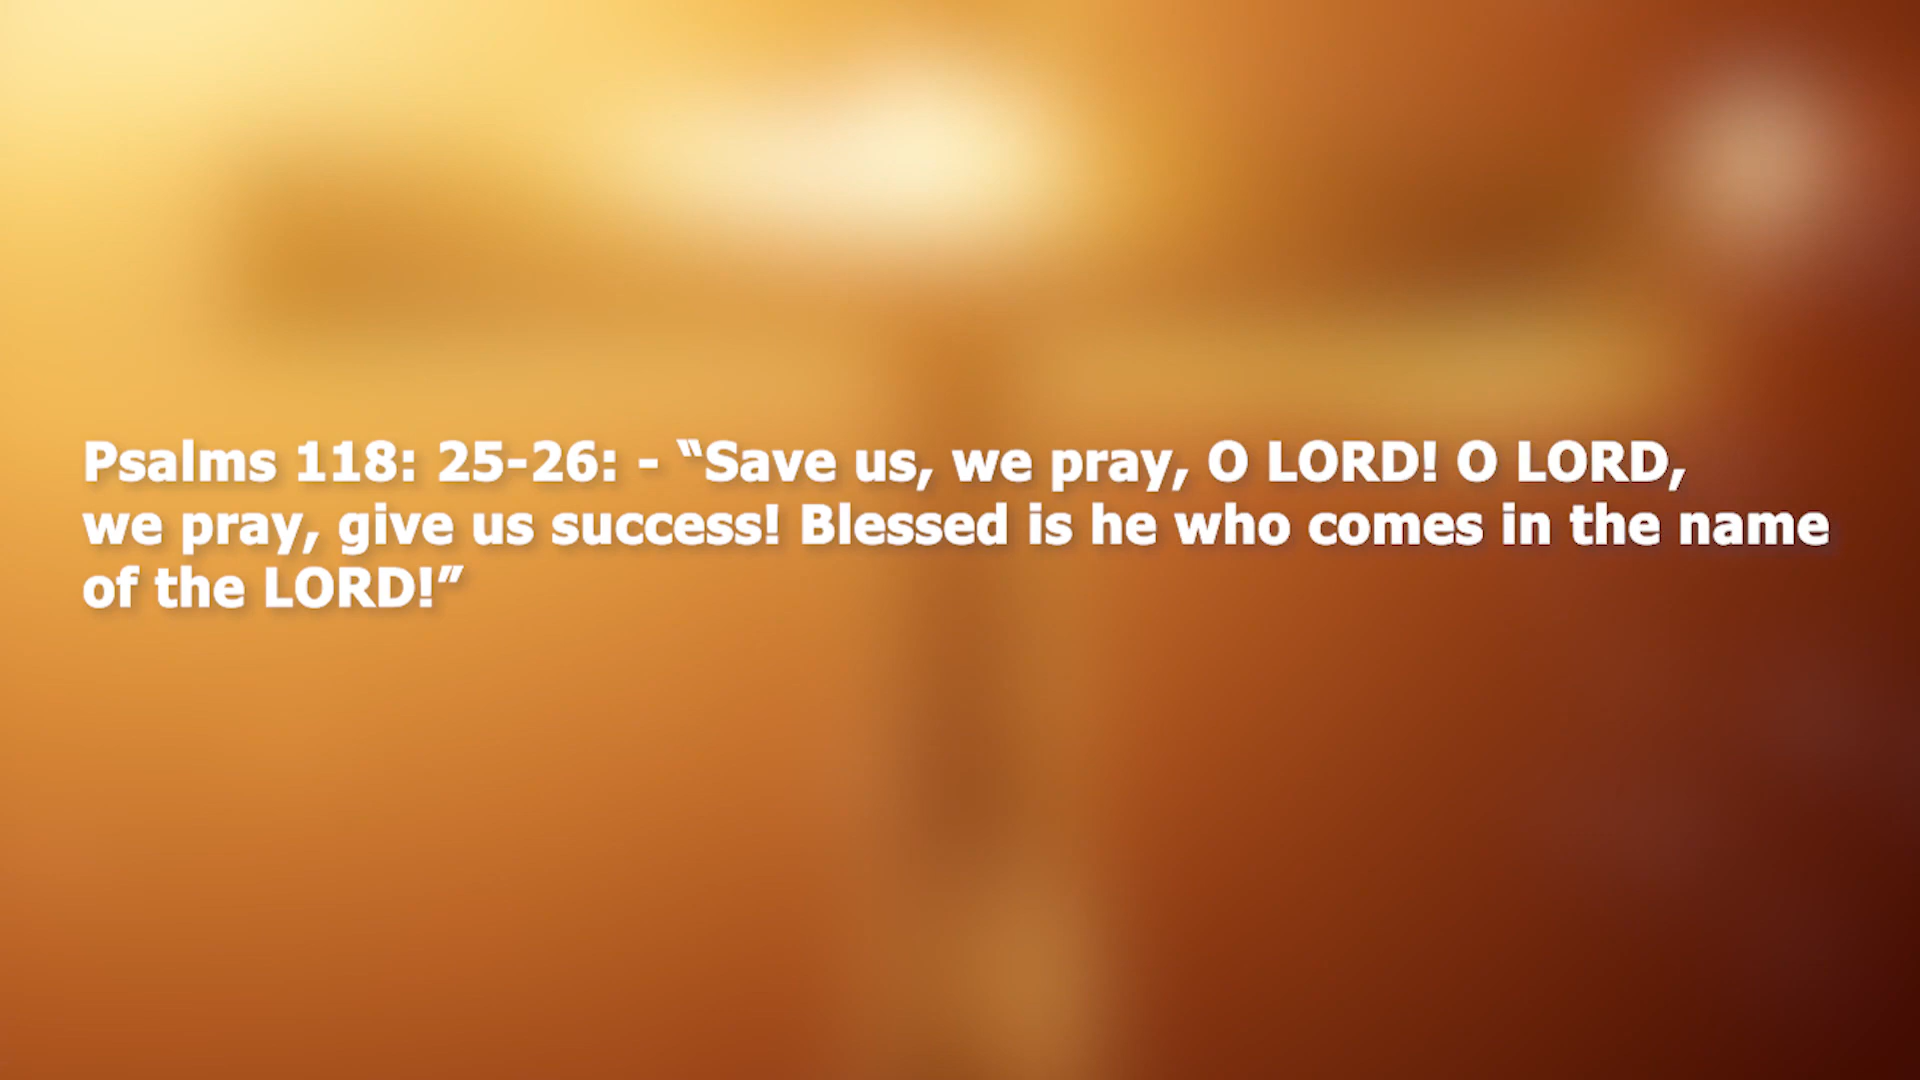 Psalms 118: 25-26: - “Save us, we pray, O LORD! O LORD,
we pray, give us success! Blessed is he who comes in the name
of the LORD!”